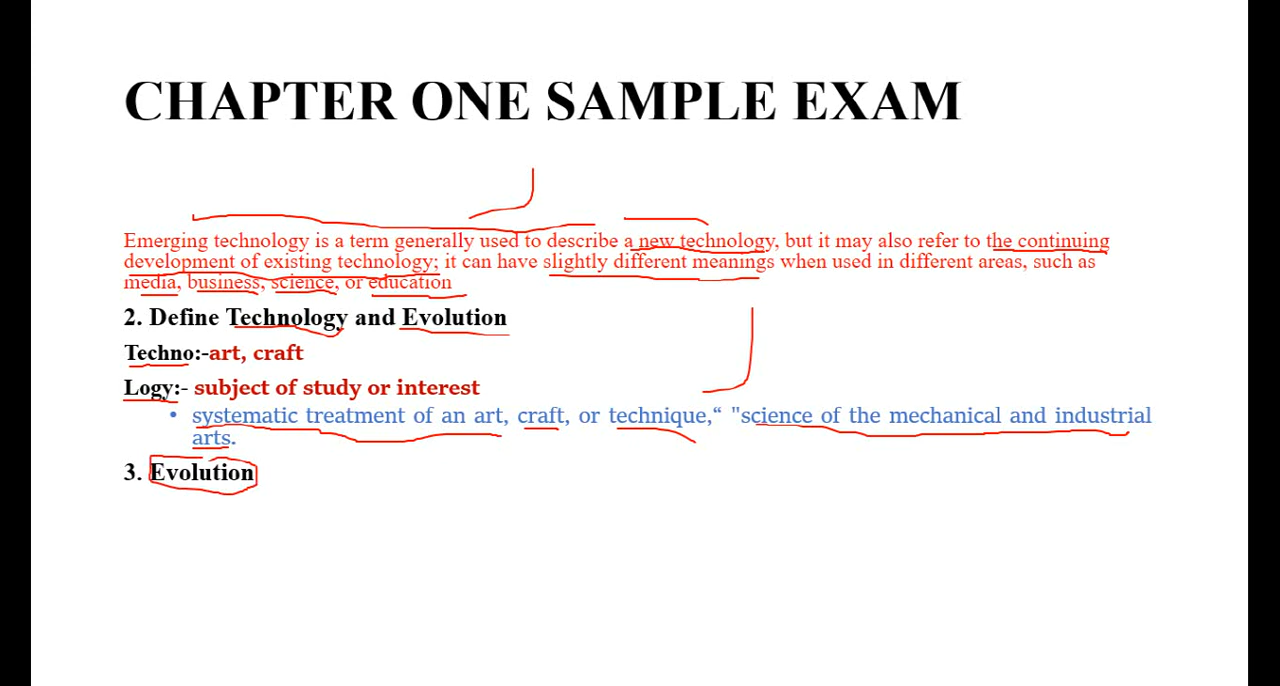 CHAPTER ONE SAMPLE EXAM
Emerging technology is a term generally used to describe a new technology, but it may also refer to the continuing
development of existing technology; it can have slightly different meanings when used in different areas, such as
media, business, science, or education
2. Define Technology and Evolution
Techno:-art, craft
Logy:- subject of study or interest
• systematic treatment of an art, craft, or technique,“ "science of the mechanical and industrial
arts.
3. Evolution